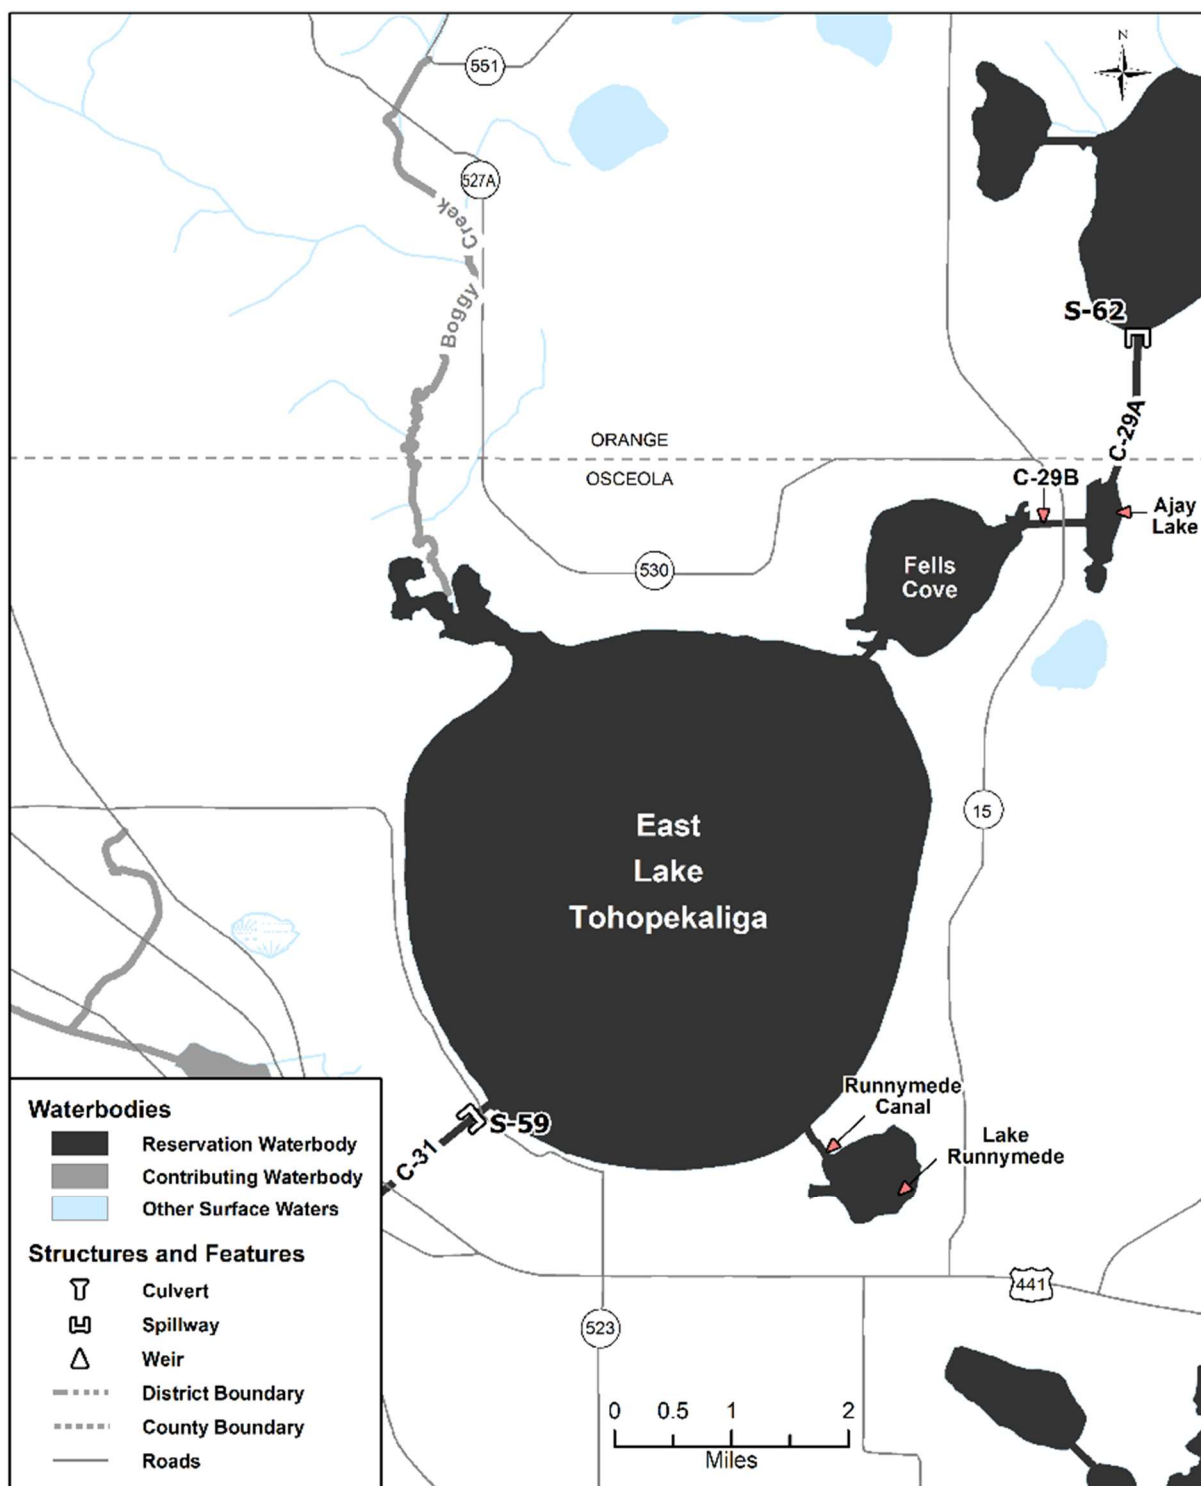 N
551
527A
Boggy Creek
S-62
C-29A
ORANGE
OSCEOLA
C-29B
Ajay
Lake
530
Fells
Cove
15
East
Lake
Tohopekaliga
Runnymede
Canal
Lake
Runnymede
S-59
C-31
441
523
Waterbodies
Reservation Waterbody
Contributing Waterbody
Other Surface Waters
Structures and Features
Culvert
Spillway
Weir
District Boundary
County Boundary
Roads
0 0.5 1 2
Miles